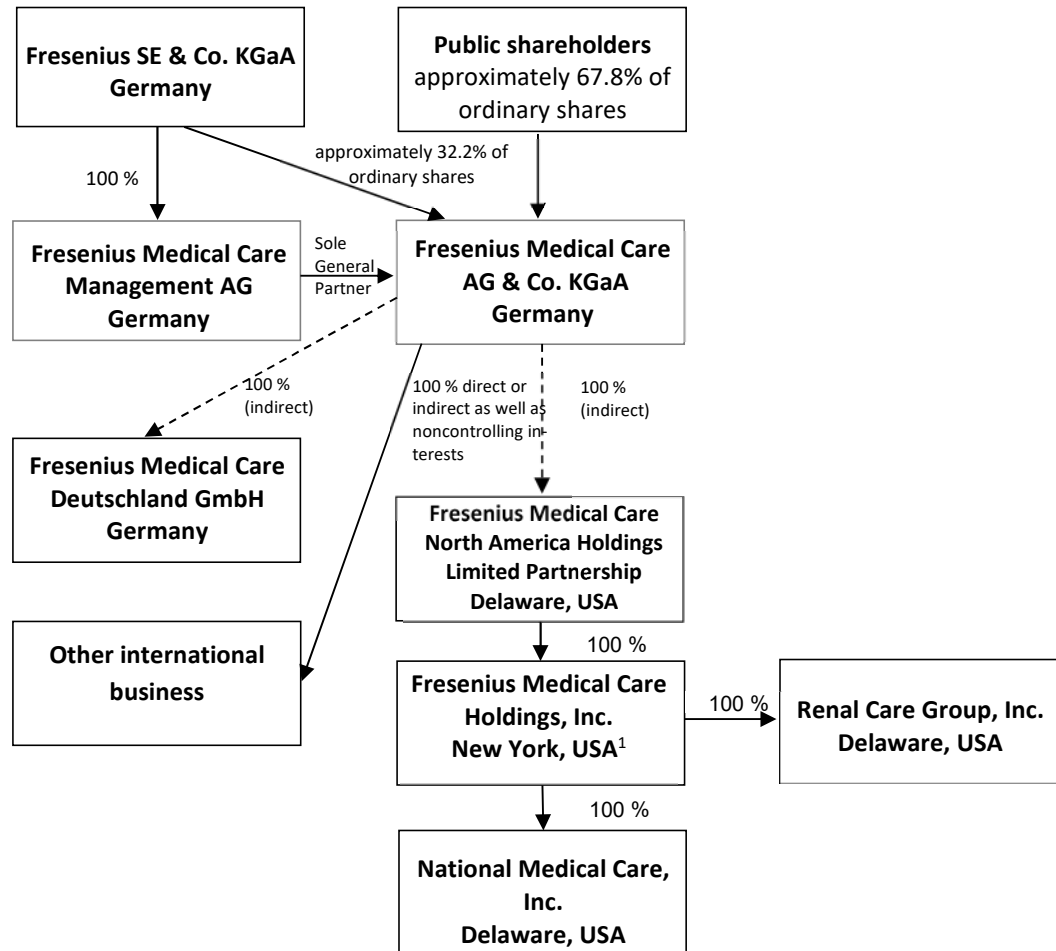 Fresenius SE & Co. KGaA
Germany
Public shareholders
approximately 67.8% of
ordinary shares
100 %
approximately 32.2% of
ordinary shares
Fresenius Medical Care
Management AG
Germany
Sole
General
Partner
Fresenius Medical Care
AG & Co. KGaA
Germany
100 %
(indirect)
100 % direct or
indirect as well as
noncontrolling in-
terests
100 %
(indirect)
Fresenius Medical Care
Deutschland GmbH
Germany
Fresenius Medical Care
North America Holdings
Limited Partnership
Delaware, USA
100 %
Other international
business
Fresenius Medical Care
Holdings, Inc.
New York, USA¹
100 %
Renal Care Group, Inc.
Delaware, USA
100 %
National Medical Care,
Inc.
Delaware, USA